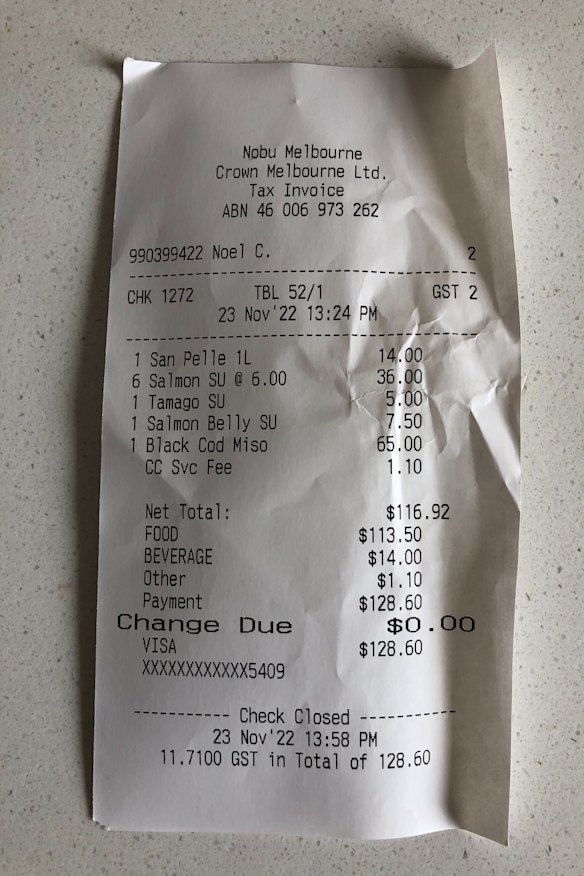 Nobu Melbourne
Crown Melbourne Ltd.
Tax Invoice
ABN 46 006 973 262
990399422 Noel C. 2
CHK 1272 TBL 52/1 GST 2
23 Nov'22 13:24 PM
1 San Pelle 1L 14.00
6 Salmon SU @ 6.00 36.00
1 Tamago SU 5.00
1 Salmon Belly SU 7.50
1 Black Cod Miso 65.00
CC Svc Fee 1.10
Net Total: $116.92
FOOD $113.50
BEVERAGE $14.00
Other $1.10
Payment $128.60
Change Due $0.00
VISA $128.60
XXXXXXXXXXXX5409
---------- Check Closed ----------
23 Nov'22 13:58 PM
11.7100 GST in Total of 128.60